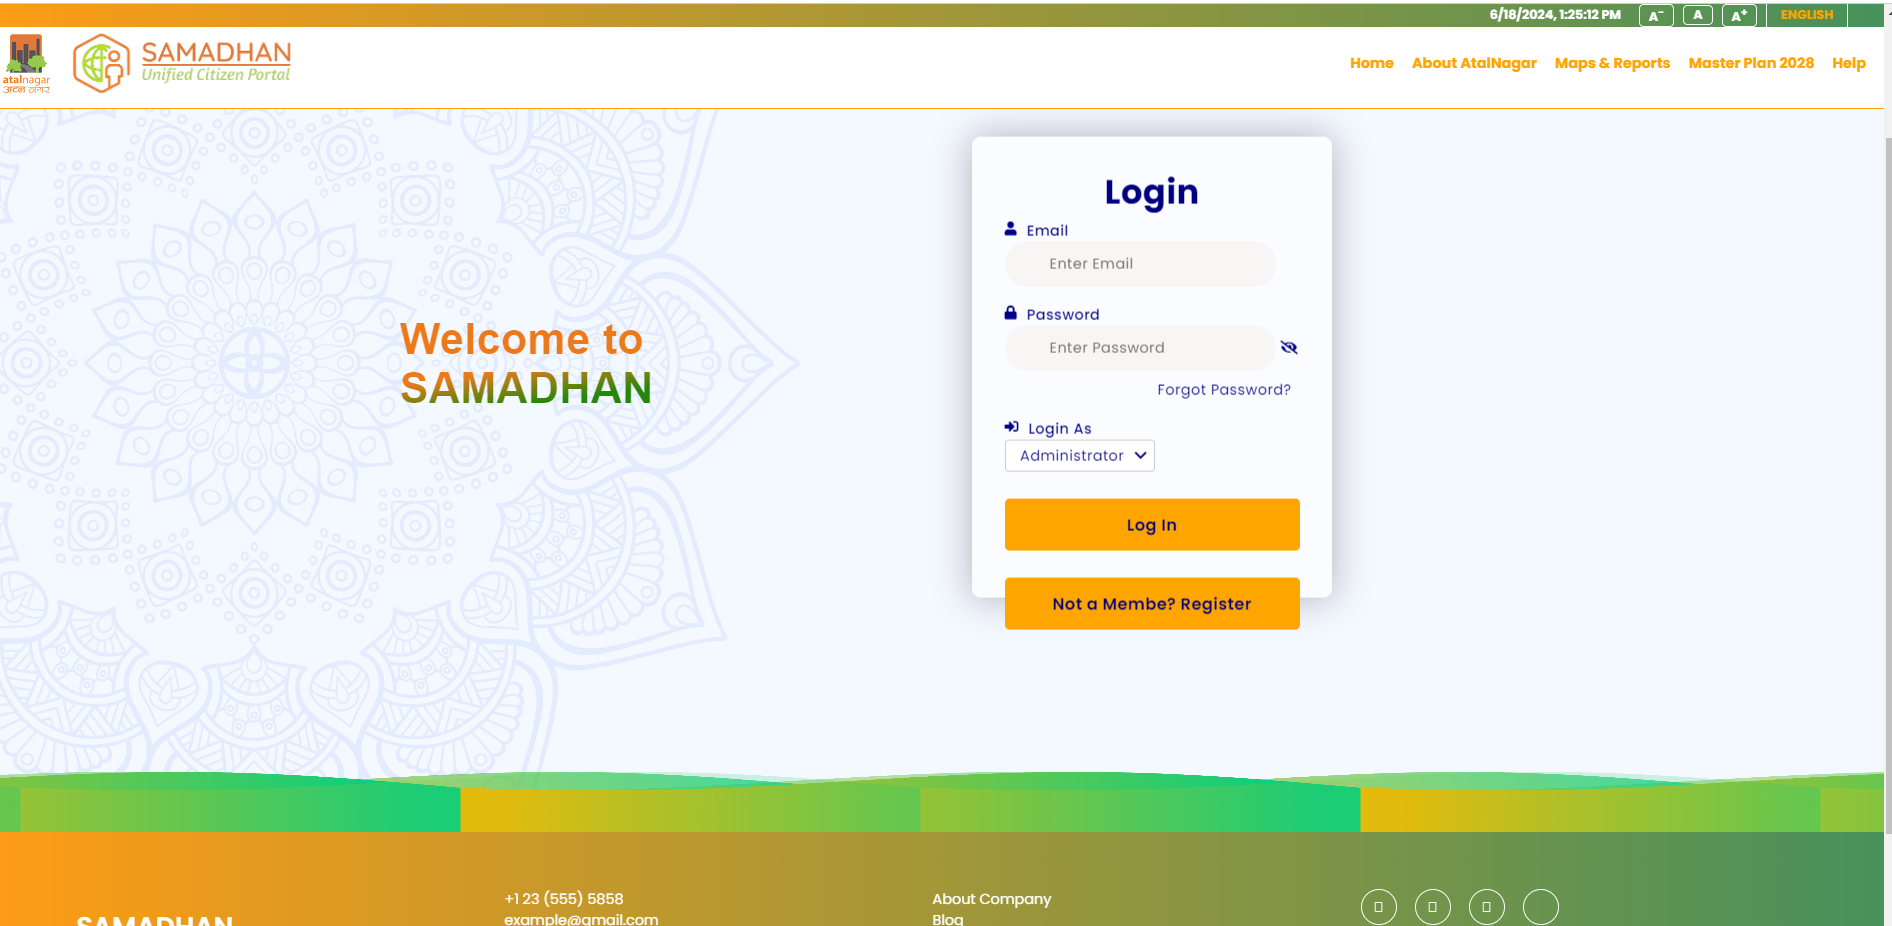 6/18/2024, 1:25:12 PM A- A A+ ENGLISH
atalnagar
अटल नगर
SAMADHAN
Unified Citizen Portal
Home About AtalNagar Maps & Reports Master Plan 2028 Help
Welcome to
SAMADHAN
Login
Email
Enter Email
Password
Enter Password
Forgot Password?
Login As
Administrator
Log In
Not a Membe? Register
SAMADHAN
+1 23 (555) 5858
example@gmail.com
About Company
Blog